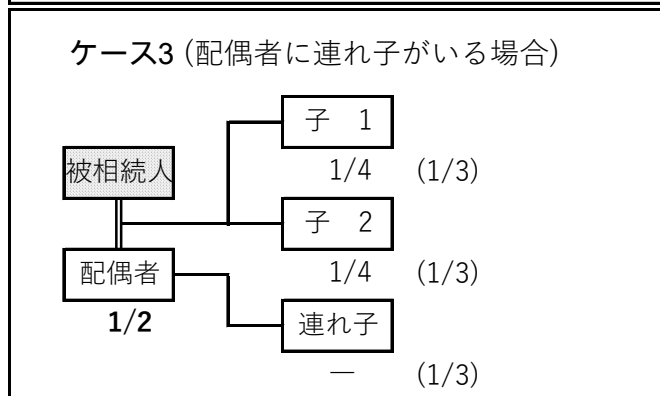 ケース3 (配偶者に連れ子がいる場合)
子　1
被相続人
1/4 (1/3)
子　2
配偶者
1/4 (1/3)
1/2
連れ子
― (1/3)